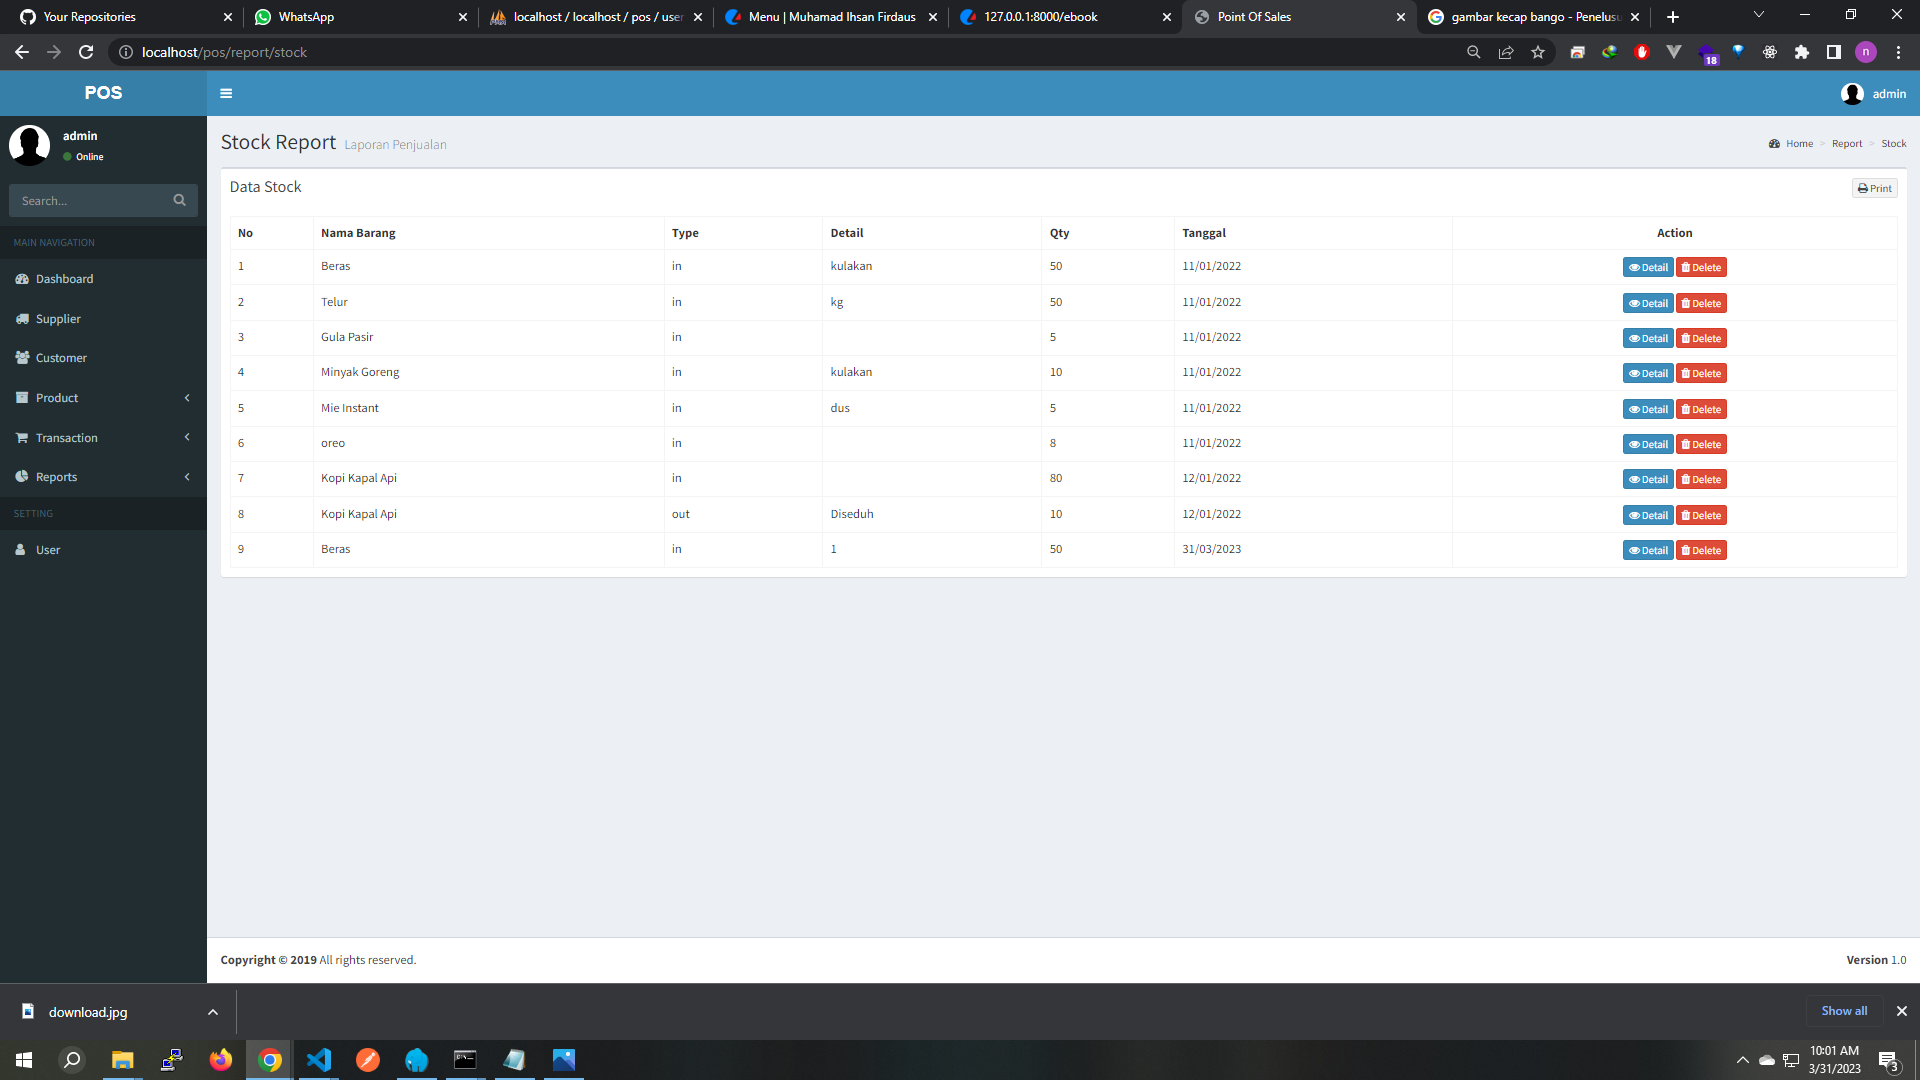 Your Repositories
WhatsApp
localhost / localhost / pos / user
Menu | Muhamad Ihsan Firdaus
127.0.0.1:8000/ebook
Point Of Sales
gambar kecap bango - Penelusu
localhost/pos/report/stock
18
n
POS
admin
admin
Online
Search...
MAIN NAVIGATION
Dashboard
Supplier
Customer
Product
Transaction
Reports
SETTING
User
Stock Report Laporan Penjualan
Home > Report > Stock
Data Stock
Print
No Nama Barang Type Detail Qty Tanggal Action
1 Beras in kulakan 50 11/01/2022 Detail Delete
2 Telur in kg 50 11/01/2022 Detail Delete
3 Gula Pasir in 5 11/01/2022 Detail Delete
4 Minyak Goreng in kulakan 10 11/01/2022 Detail Delete
5 Mie Instant in dus 5 11/01/2022 Detail Delete
6 oreo in 8 11/01/2022 Detail Delete
7 Kopi Kapal Api in 80 12/01/2022 Detail Delete
8 Kopi Kapal Api out Diseduh 10 12/01/2022 Detail Delete
9 Beras in 1 50 31/03/2023 Detail Delete
Copyright © 2019 All rights reserved.
Version 1.0
download.jpg
Show all
10:01 AM
3/31/2023
3